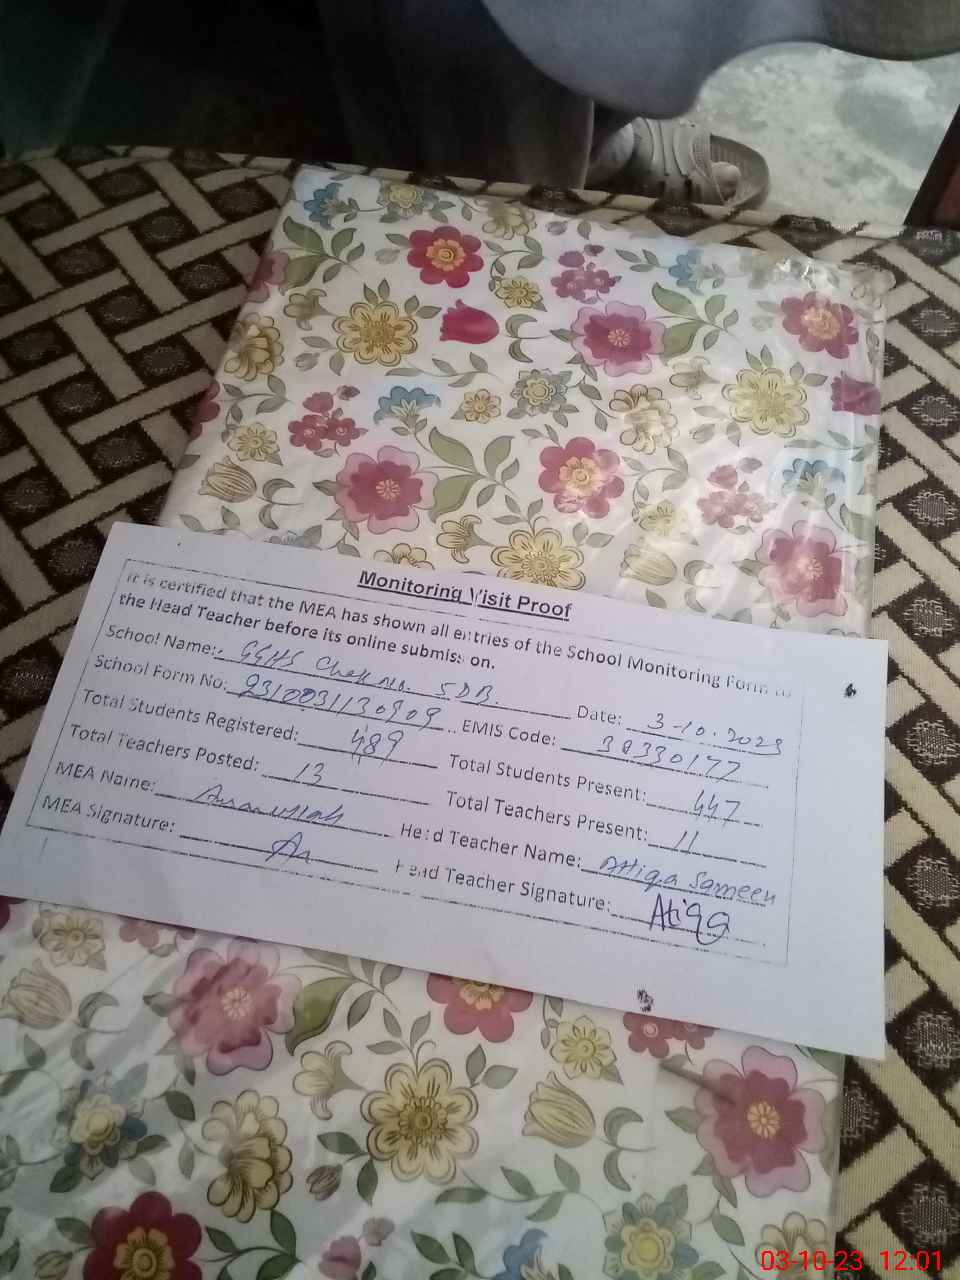 Monitoring Visit Proof
It is certified that the MEA has shown all entries of the School Monitoring Form to
the Head Teacher before its online submission.
School Name: GGHS Chak No. 5DB. Date: 3-10-2023
School Form No: 2310031130909 EMIS Code: 38330177
Total Students Registered: 489 Total Students Present: 447
Total Teachers Posted: 13 Total Teachers Present: 11
MEA Name: Amanullah Head Teacher Name: Attiqa Sameen
MEA Signature: Head Teacher Signature: Atiqa
03-10-23 12:01